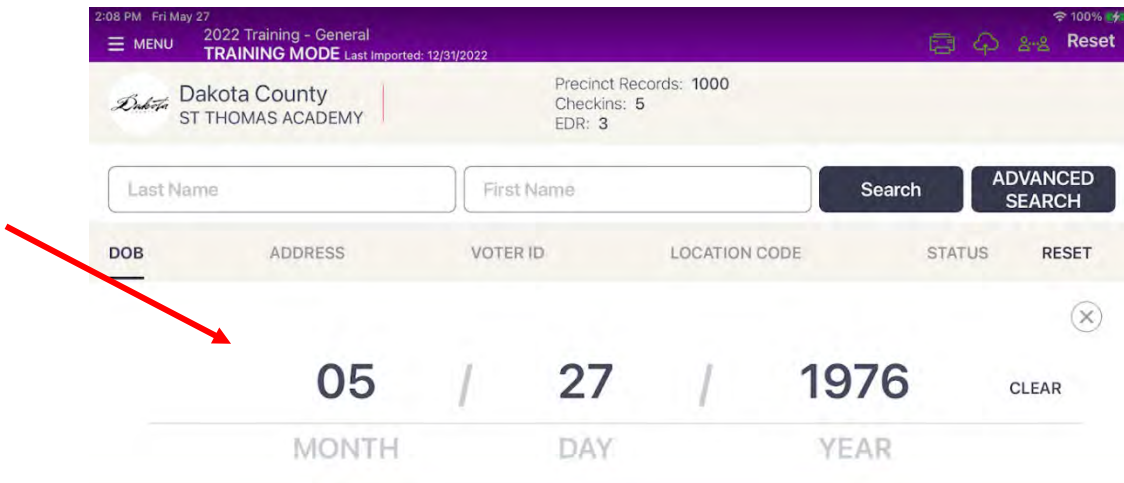 2:08 PM Fri May 27
100%
MENU
2022 Training - General
TRAINING MODE Last Imported: 12/31/2022
Reset
Dakota
Dakota County
ST THOMAS ACADEMY
Precinct Records: 1000
Checkins: 5
EDR: 3
Last Name
First Name
Search
ADVANCED
SEARCH
DOB ADDRESS VOTER ID LOCATION CODE STATUS RESET
05 / 27 / 1976
CLEAR
MONTH DAY YEAR